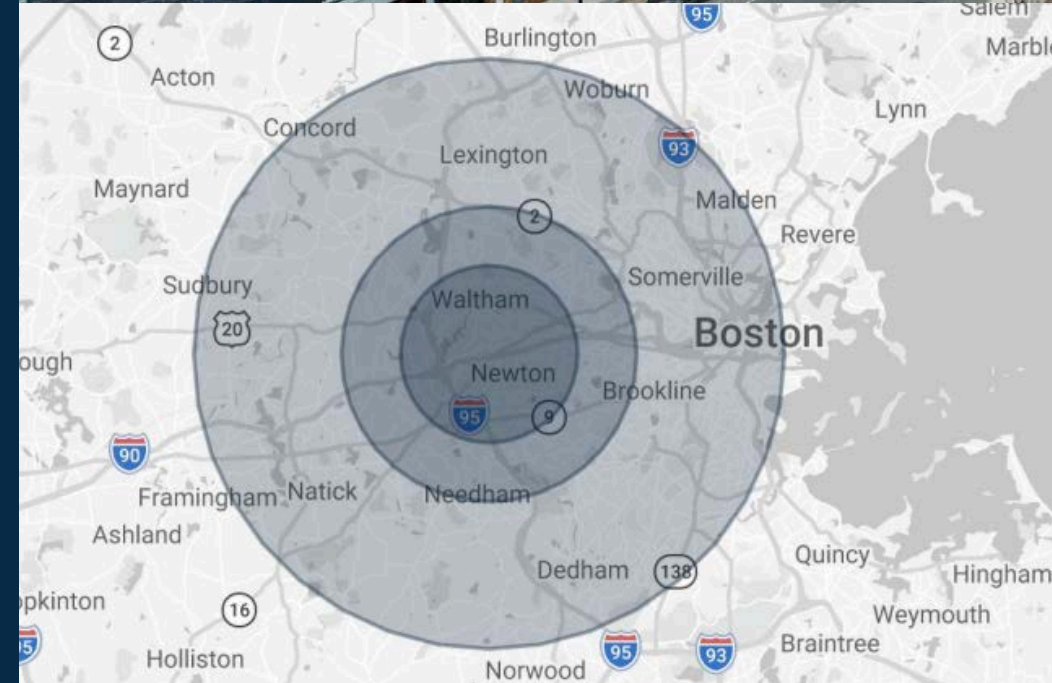 Salem
95
2
Burlington
Marble
Acton
Woburn
Lynn
Concord
93
Lexington
Maynard
Malden
2
Revere
Somerville
Sudbury
Waltham
20
Boston
ough
Newton
Brookline
95
9
90
Framingham
Natick
Needham
Ashland
Quincy
Dedham
138
Hingham
opkinton
16
Weymouth
95
Braintree
95
93
Holliston
Norwood